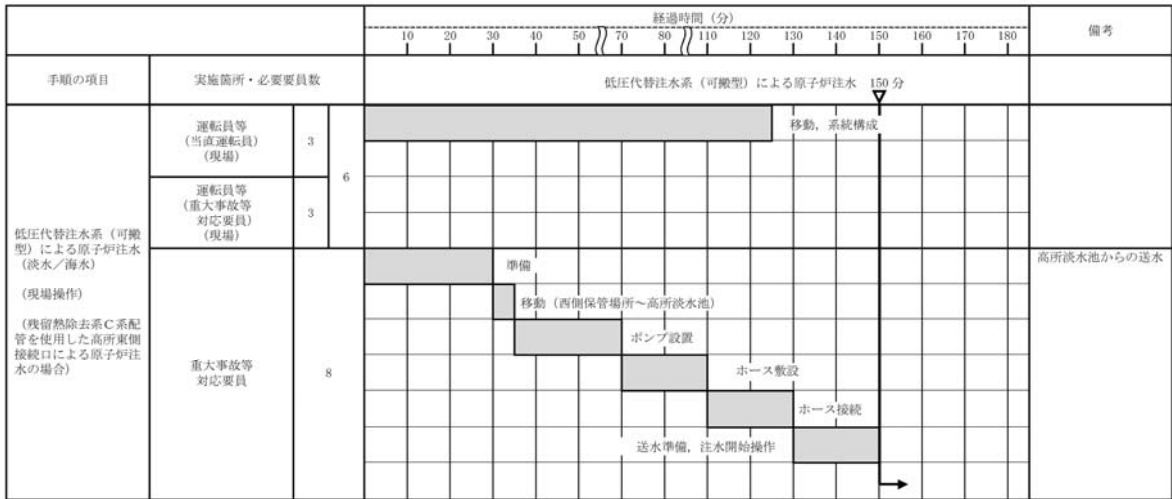 経過時間（分）
備考
10 20 30 40 50 70 80 110 120 130 140 150 160 170 180
手順の項目
実施箇所・必要要員数
低圧代替注水系（可搬型）による原子炉注水 150 分
低圧代替注水系（可搬
型）による原子炉注水
（淡水／海水）
（現場操作）
（残留熱除去系Ｃ系配
管を使用した高所東側
接続口による原子炉注
水の場合）
運転員等
（当直運転員）
（現場）
3
運転員等
（重大事故等
対応要員）
（現場）
3
6
移動，系統構成
重大事故等
対応要員
8
準備
移動（西側保管場所～高所淡水池）
ポンプ設置
ホース敷設
ホース接続
送水準備，注水開始操作
高所淡水池からの送水